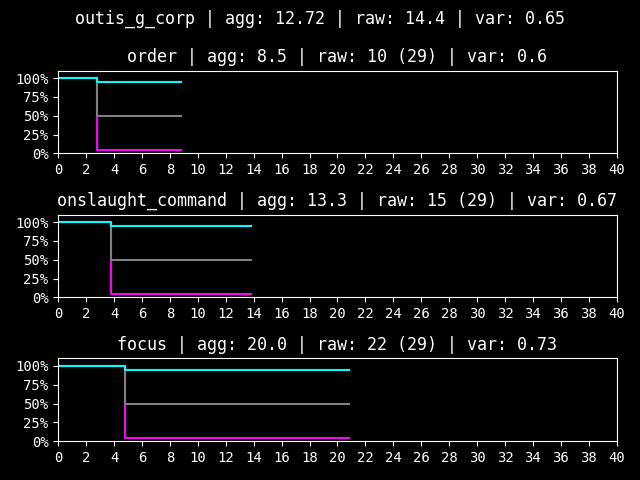 outis_g_corp | agg: 12.72 | raw: 14.4 | var: 0.65
order | agg: 8.5 | raw: 10 (29) | var: 0.6
100%
75%
50%
25%
0%
0 2 4 6 8 10 12 14 16 18 20 22 24 26 28 30 32 34 36 38 40
onslaught_command | agg: 13.3 | raw: 15 (29) | var: 0.67
100%
75%
50%
25%
0%
0 2 4 6 8 10 12 14 16 18 20 22 24 26 28 30 32 34 36 38 40
focus | agg: 20.0 | raw: 22 (29) | var: 0.73
100%
75%
50%
25%
0%
0 2 4 6 8 10 12 14 16 18 20 22 24 26 28 30 32 34 36 38 40